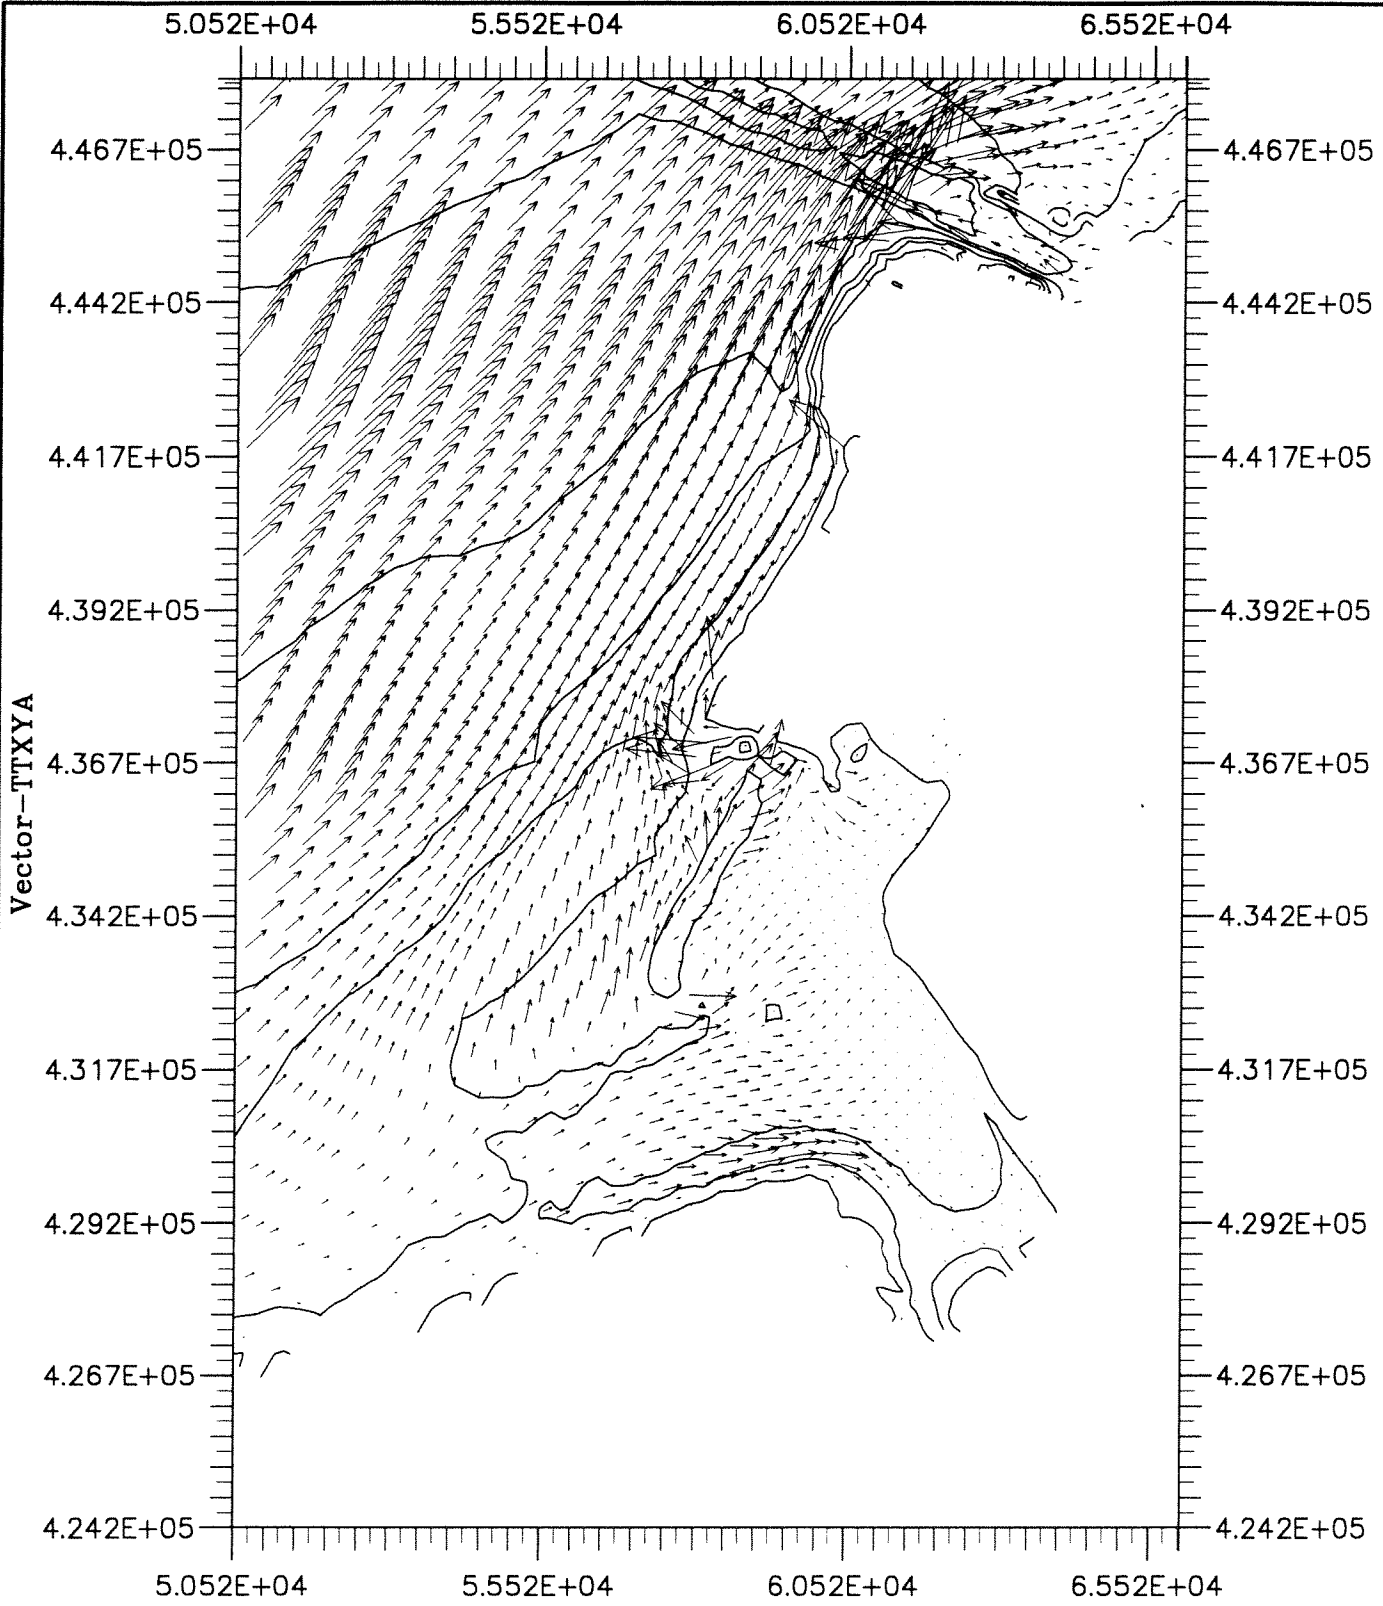 5.052E+04 5.552E+04 6.052E+04 6.552E+04
4.467E+05 4.467E+05
4.442E+05 4.442E+05
4.417E+05 4.417E+05
4.392E+05 4.392E+05
Vector-TTXYA
4.367E+05 4.367E+05
4.342E+05 4.342E+05
4.317E+05 4.317E+05
4.292E+05 4.292E+05
4.267E+05 4.267E+05
4.242E+05 4.242E+05
5.052E+04 5.552E+04 6.052E+04 6.552E+04